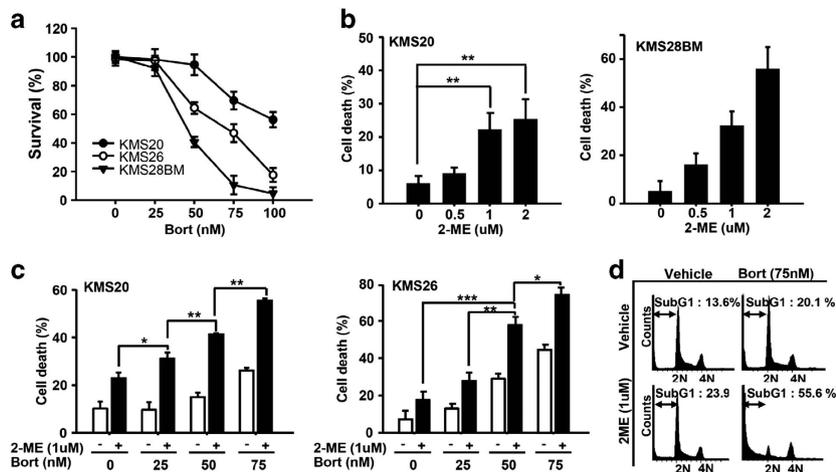 a
120
100
80
60
40
20
0
Survival (%)
KMS20
KMS26
KMS28BM
0 25 50 75 100
Bort (nM)
b
KMS20
50
40
30
20
10
0
Cell death (%)
**
**
0 0.5 1 2
2-ME (uM)
KMS28BM
60
40
20
0
Cell death (%)
0 0.5 1 2
2-ME (uM)
c
KMS20
60
40
20
0
Cell death (%)
*
**
**
2-ME (1uM) - + - + - + - +
Bort (nM) 0 25 50 75
KMS26
80
60
40
20
0
Cell death (%)
***
**
*
- + - + - + - +
0 25 50 75
d
Vehicle Bort (75nM)
Vehicle
Counts
SubG1 : 13.6%
SubG1 : 20.1 %
2N 4N 2N 4N
2ME (1uM)
Counts
SubG1 : 23.9
SubG1 : 55.6 %
2N 4N 2N 4N